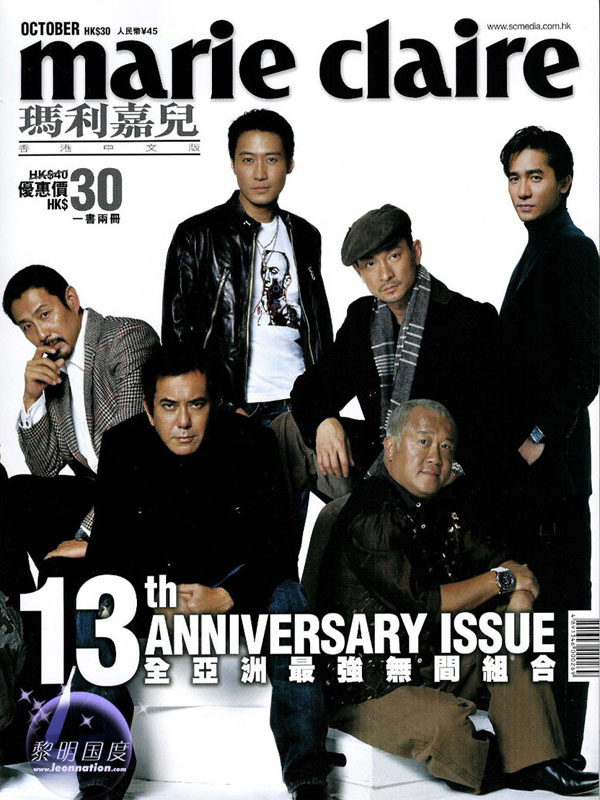 OCTOBER HK$30 人民幣¥45
www.scmedia.com.hk
marie claire
瑪利嘉兒
香港中文版
HK$40
優惠價
HK$ 30
一書兩冊
13th
ANNIVERSARY ISSUE
全亞洲最強無間組合
黎明国度
www.leonnation.com